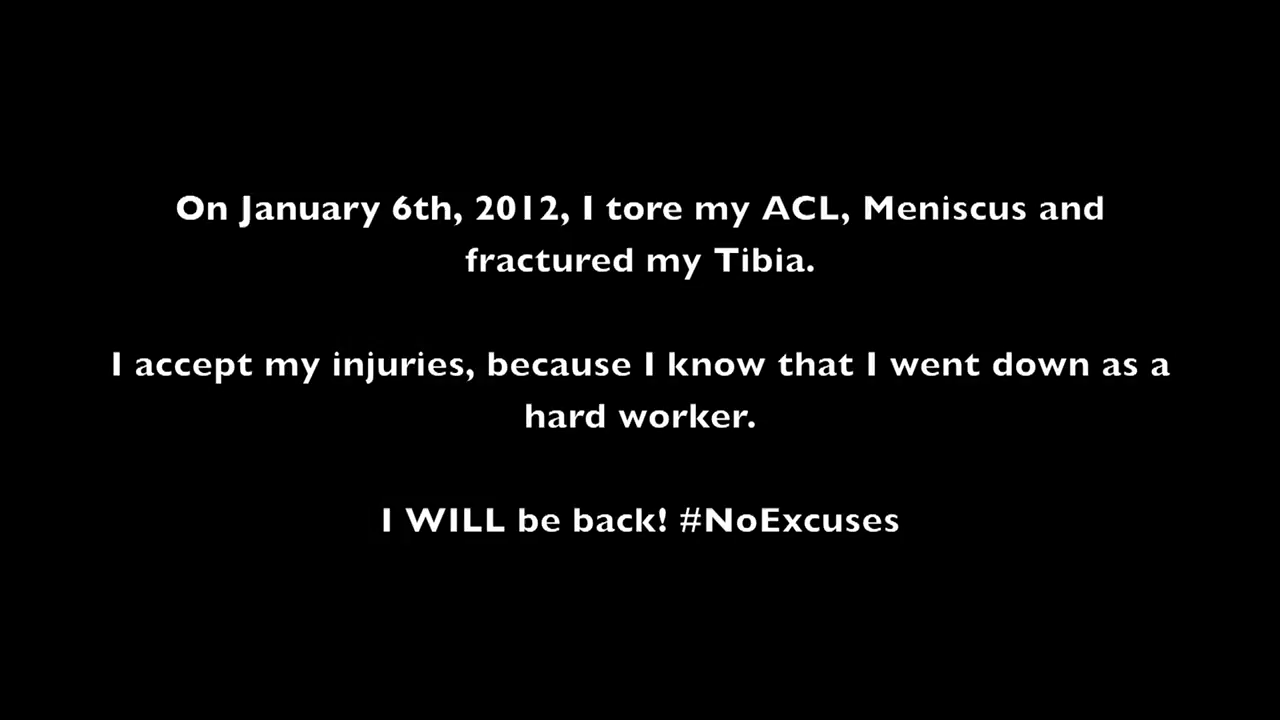 On January 6th, 2012, I tore my ACL, Meniscus and
fractured my Tibia.
I accept my injuries, because I know that I went down as a
hard worker.
I WILL be back! #NoExcuses